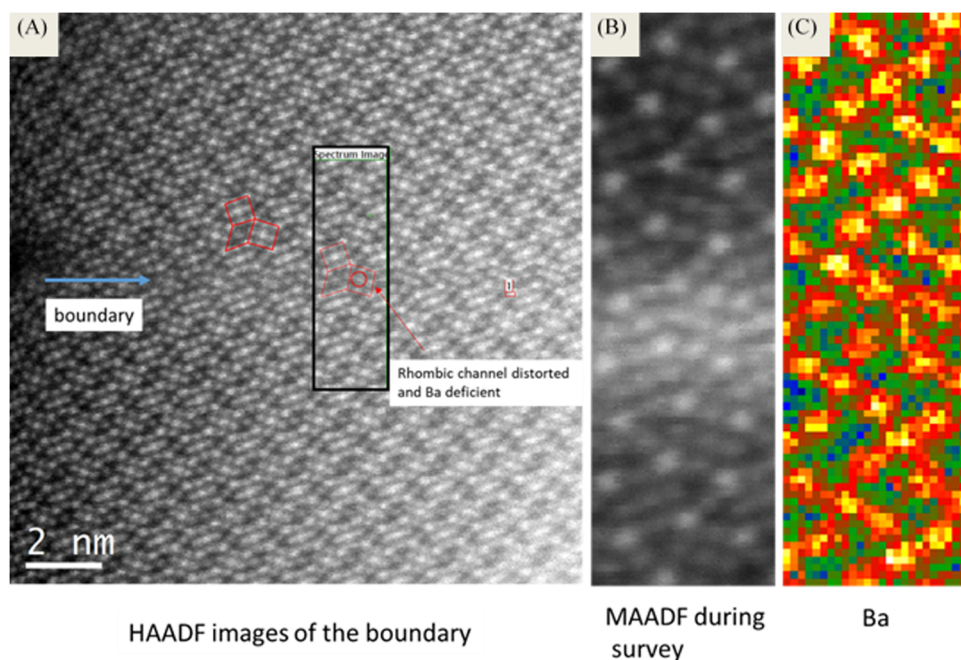 (A)
(B)
(C)
Spectrum Image
boundary
Rhombic channel distorted
and Ba deficient
2 nm
HAADF images of the boundary
MAADF during
survey
Ba